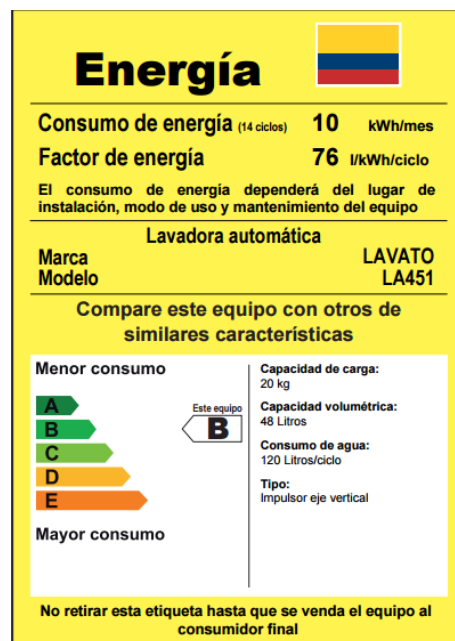 Energía
Consumo de energía (14 ciclos) 10 kWh/mes
Factor de energía 76 l/kWh/ciclo
El consumo de energía dependerá del lugar de
instalación, modo de uso y mantenimiento del equipo
Lavadora automática
Marca LAVATO
Modelo LA451
Compare este equipo con otros de
similares características
Menor consumo
A
B
C
D
E
Mayor consumo
Este equipo
B
Capacidad de carga:
20 kg
Capacidad volumétrica:
48 Litros
Consumo de agua:
120 Litros/ciclo
Tipo:
Impulsor eje vertical
No retirar esta etiqueta hasta que se venda el equipo al
consumidor final